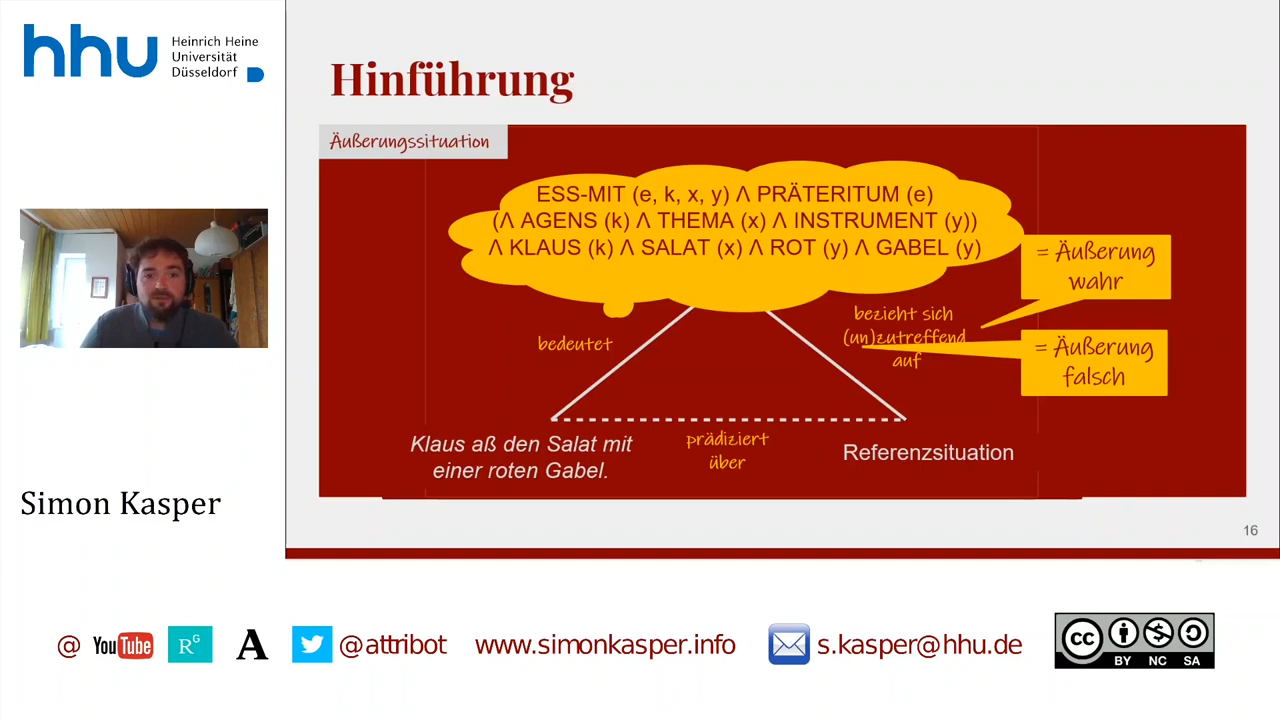 hhu
Heinrich Heine
Universität
Düsseldorf
Hinführung
Äußerungssituation
ESS-MIT (e, k, x, y) Λ PRÄTERITUM (e)
(Λ AGENS (k) Λ THEMA (x) Λ INSTRUMENT (y))
Λ KLAUS (k) Λ SALAT (x) Λ ROT (y) Λ GABEL (y)
= Äußerung
wahr
bezieht sich
(un)zutreffend
auf
bedeutet
= Äußerung
falsch
Klaus aß den Salat mit
einer roten Gabel.
prädiziert
über
Referenzsituation
Simon Kasper
16
@ YouTube RG A @attribot www.simonkasper.info s.kasper@hhu.de
cc
BY NC SA